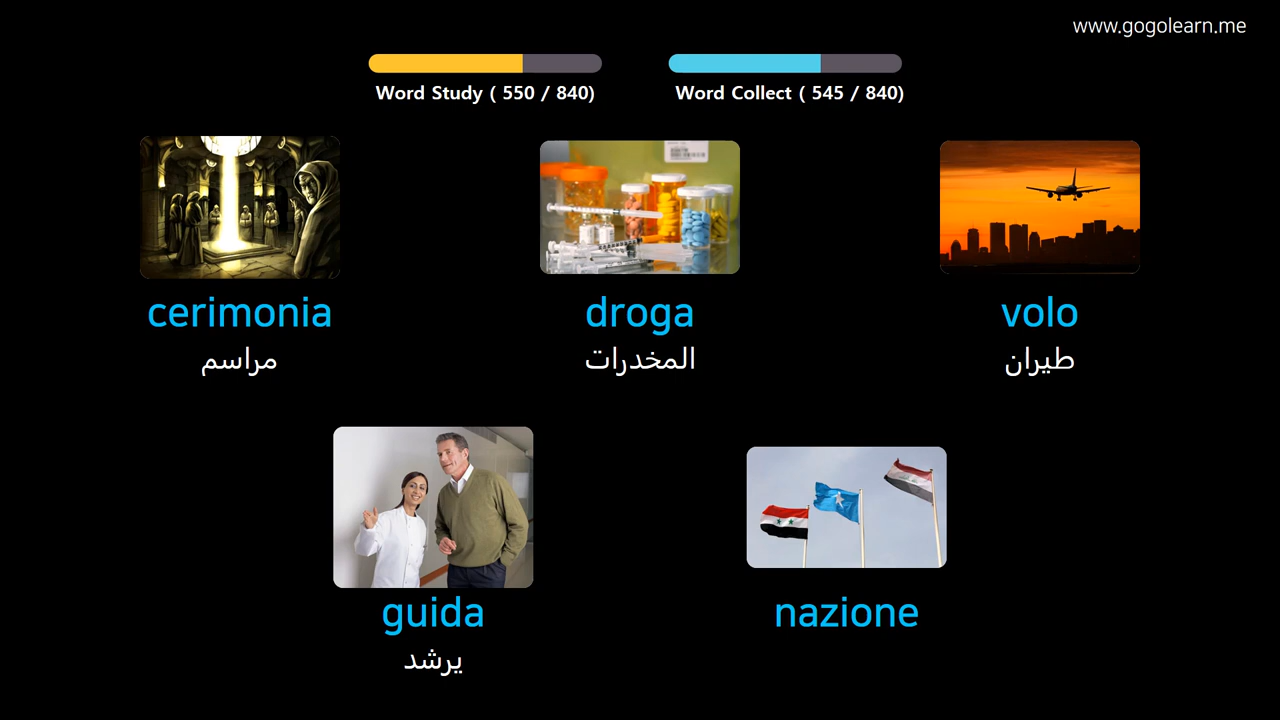 www.gogolearn.me
Word Study ( 550 / 840)
Word Collect ( 545 / 840)
cerimonia
مراسم
droga
المخدرات
volo
طيران
guida
يرشد
nazione